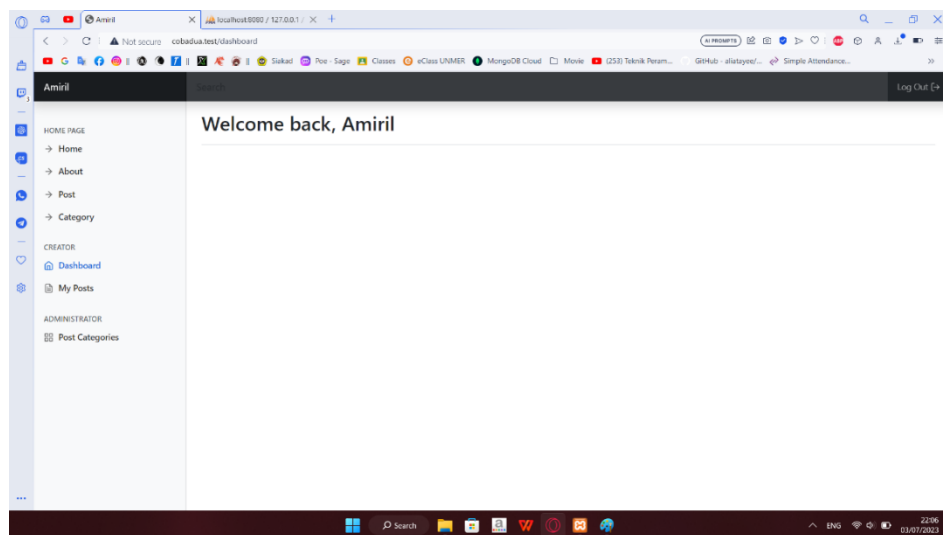 Amiril
localhost:8080 / 127.0.0.1 /
Not secure cobadua.test/dashboard
AI PROMPTS
Siakad Poe - Sage Classes eClass UNMER MongoDB Cloud Movie (253) Teknik Peram... GitHub - aliatayee/... Simple Attendance...
Amiril
Search
Log Out
Welcome back, Amiril
HOME PAGE
Home
About
Post
Category
CREATOR
Dashboard
My Posts
ADMINISTRATOR
Post Categories
Search
ENG
22:06
03/07/2023